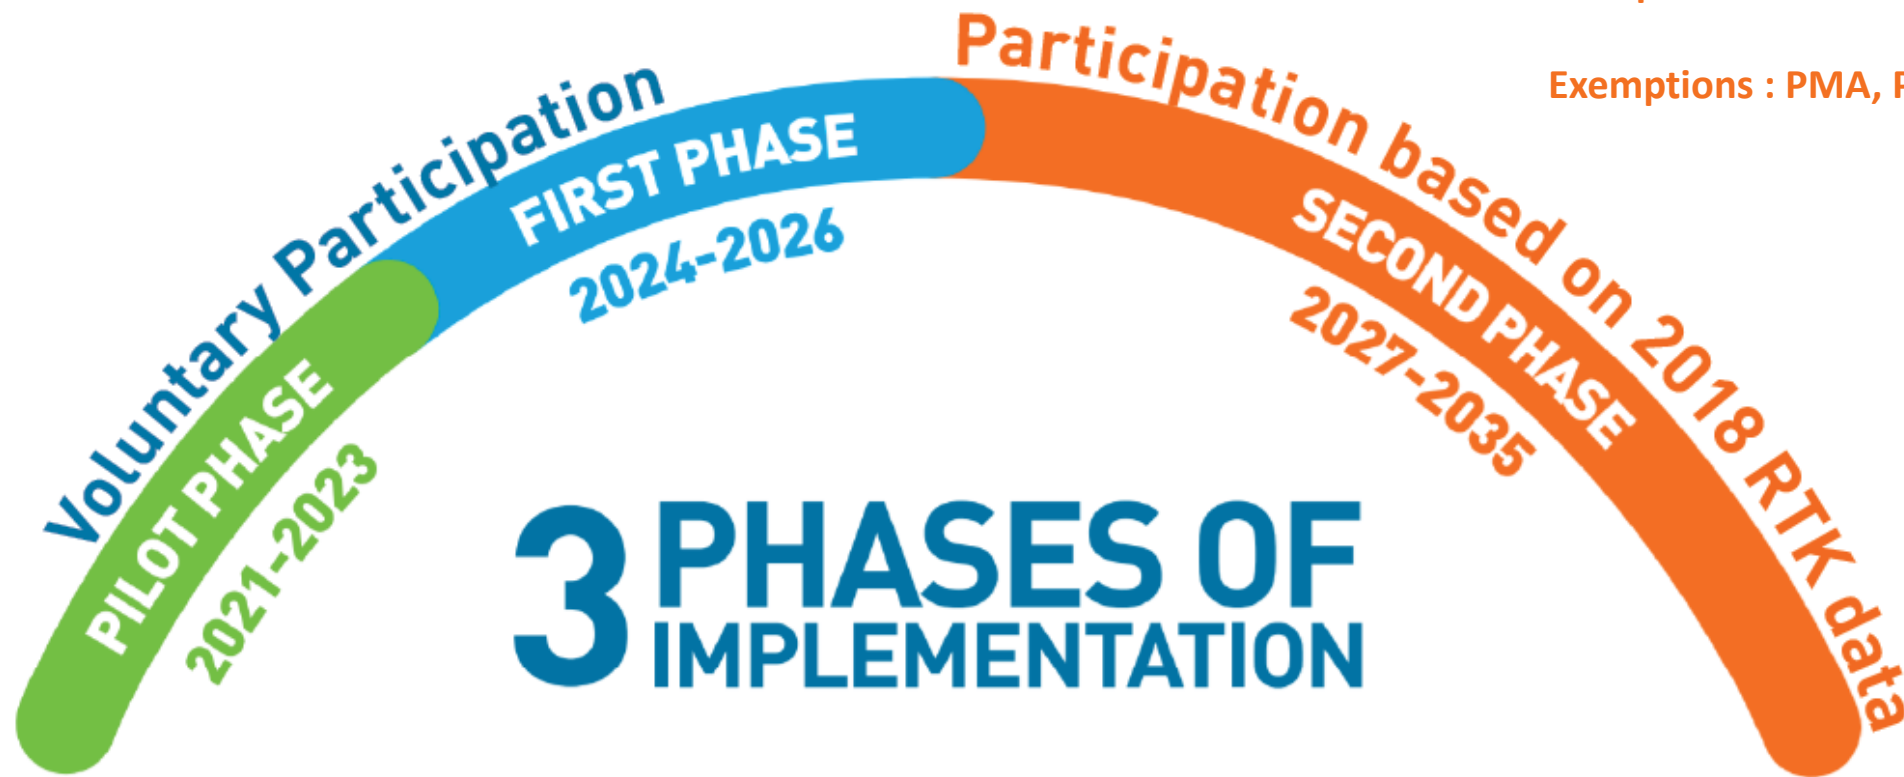 Voluntary Participation
PILOT PHASE
2021-2023
FIRST PHASE
2024-2026
Participation based on 2018 RTK data
Exemptions : PMA,
SECOND PHASE
2027-2035
3 PHASES OF
IMPLEMENTATION